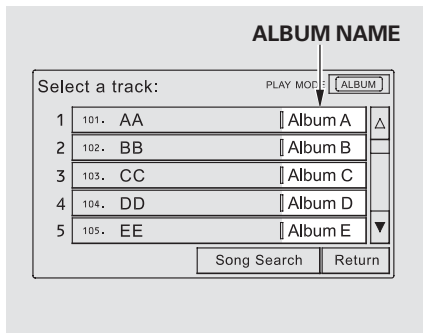 ALBUM NAME
Select a track: PLAY MODE [ALBUM]
1 101. AA Album A
2 102. BB Album B
3 103. CC Album C
4 104. DD Album D
5 105. EE Album E
Song Search Return